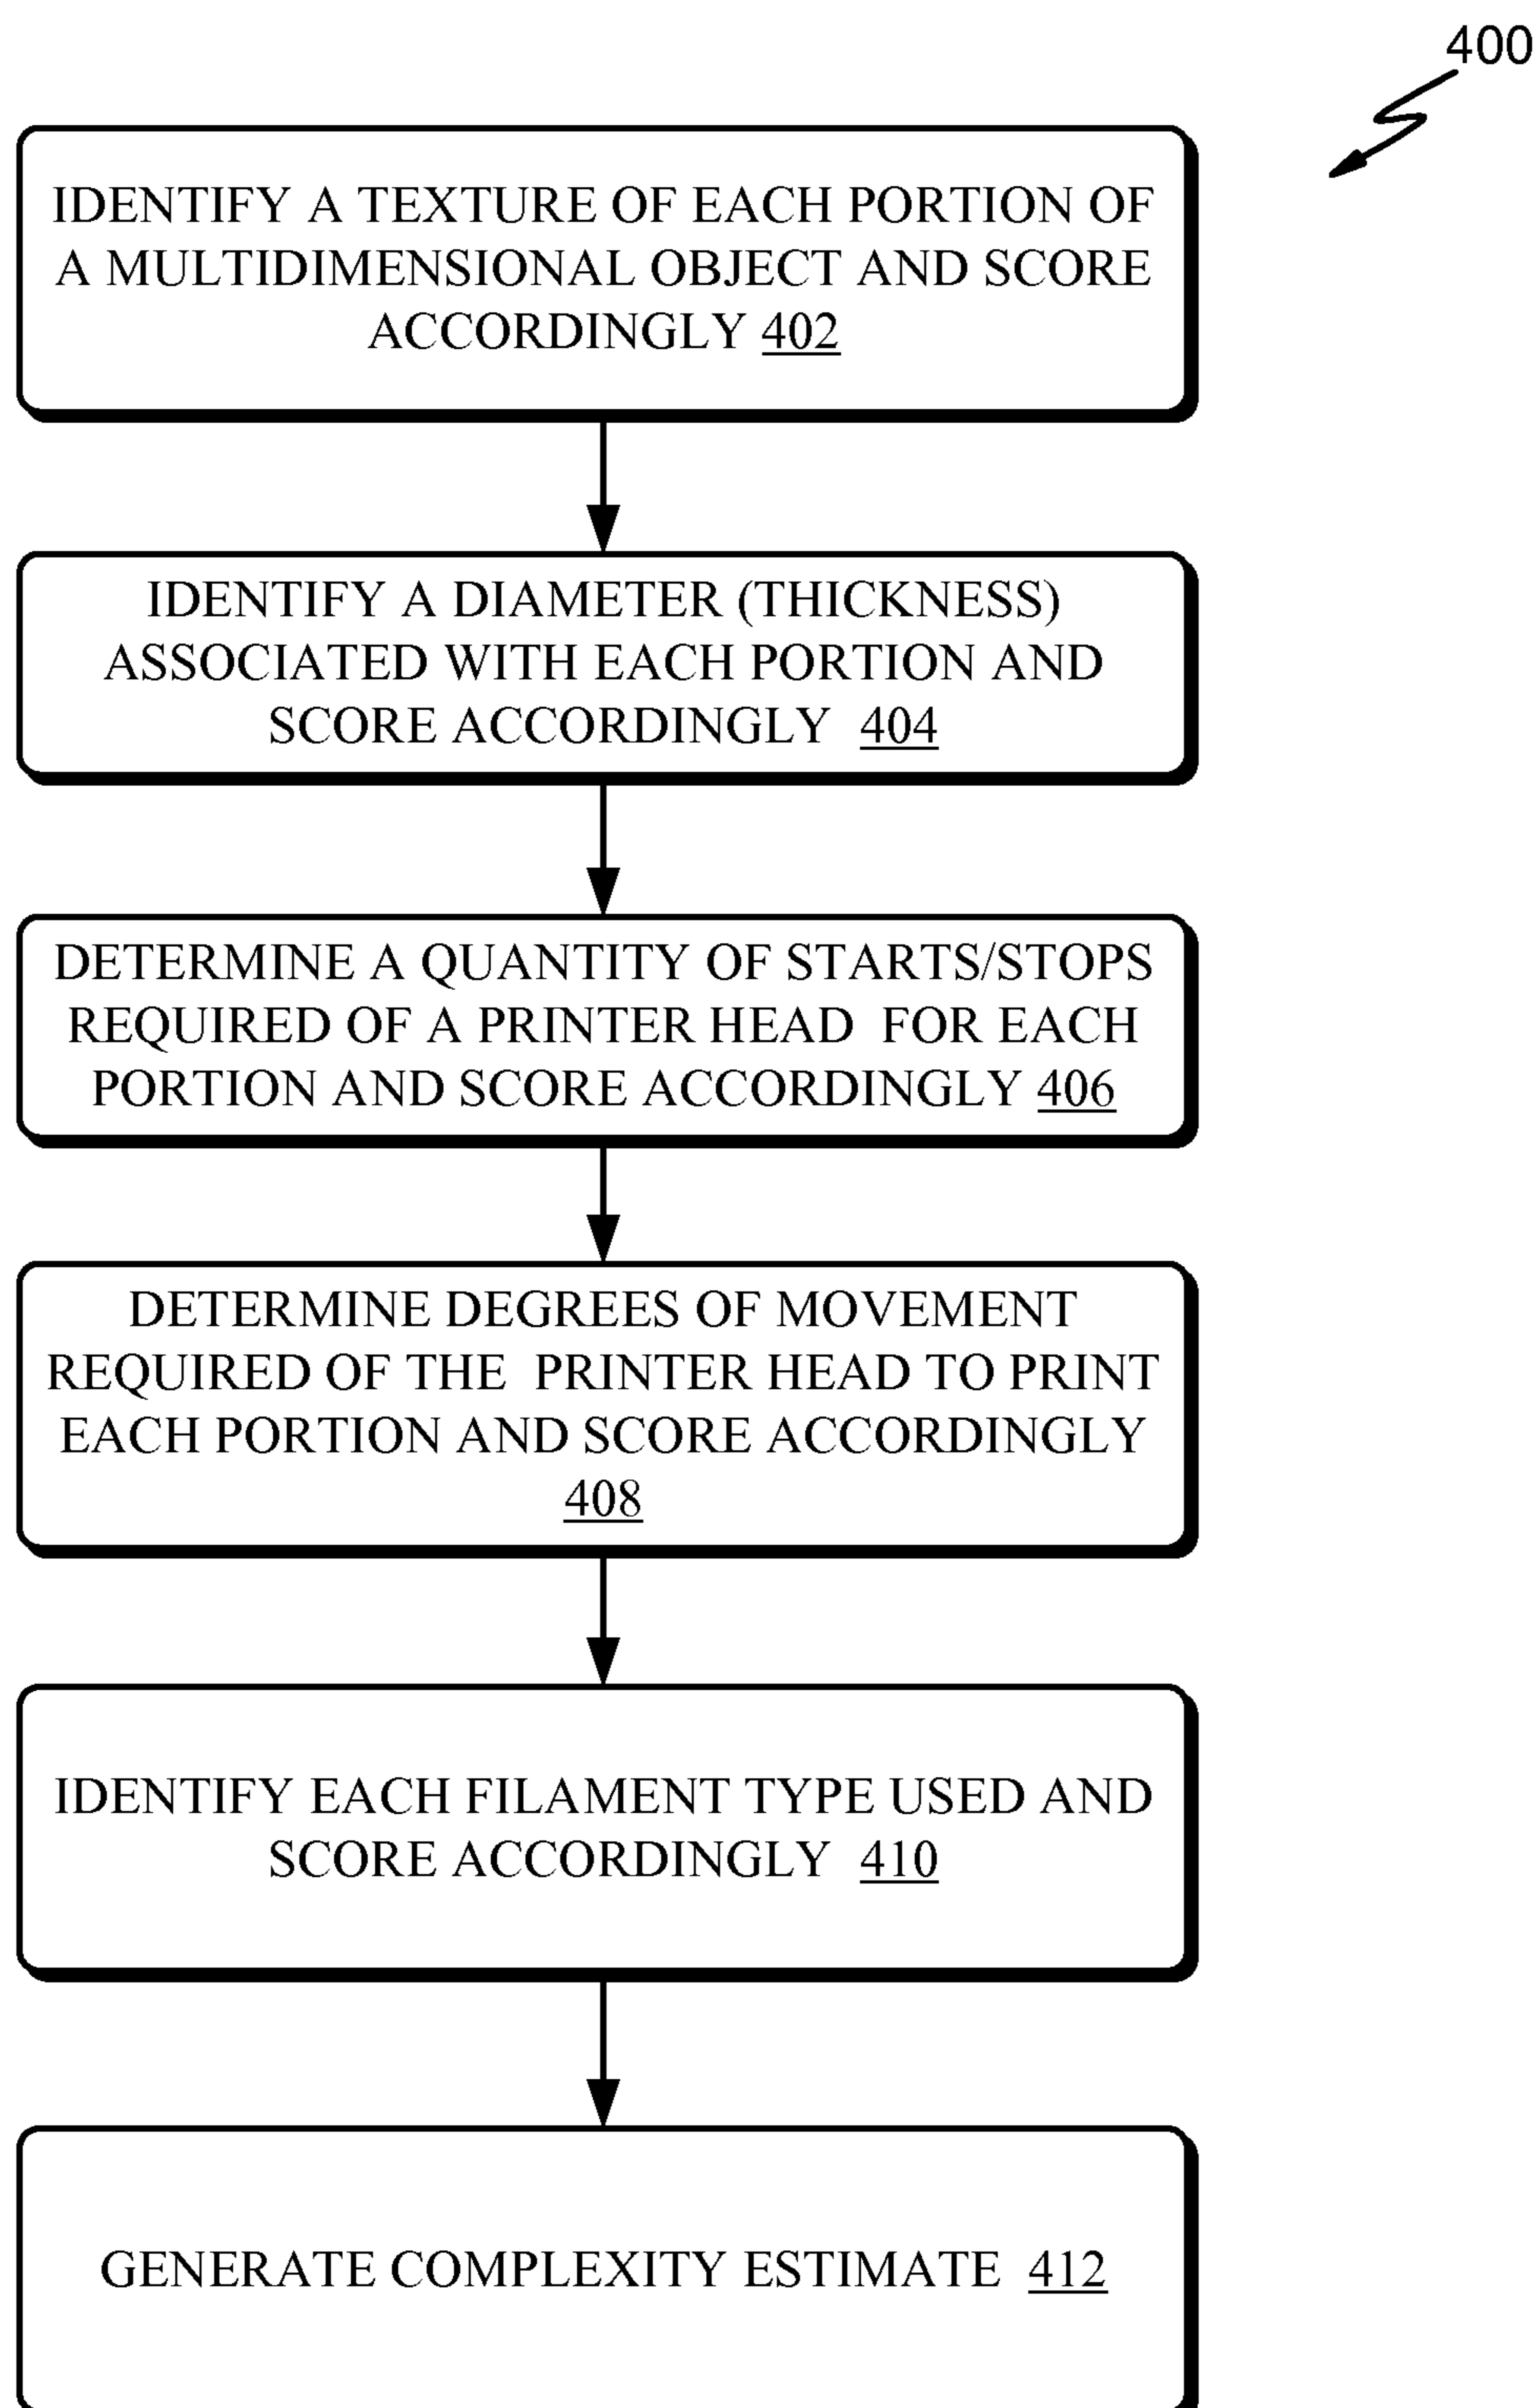 400
IDENTIFY A TEXTURE OF EACH PORTION OF
A MULTIDIMENSIONAL OBJECT AND SCORE
ACCORDINGLY 402
IDENTIFY A DIAMETER (THICKNESS)
ASSOCIATED WITH EACH PORTION AND
SCORE ACCORDINGLY 404
DETERMINE A QUANTITY OF STARTS/STOPS
REQUIRED OF A PRINTER HEAD FOR EACH
PORTION AND SCORE ACCORDINGLY 406
DETERMINE DEGREES OF MOVEMENT
REQUIRED OF THE PRINTER HEAD TO PRINT
EACH PORTION AND SCORE ACCORDINGLY
408
IDENTIFY EACH FILAMENT TYPE USED AND
SCORE ACCORDINGLY 410
GENERATE COMPLEXITY ESTIMATE 412